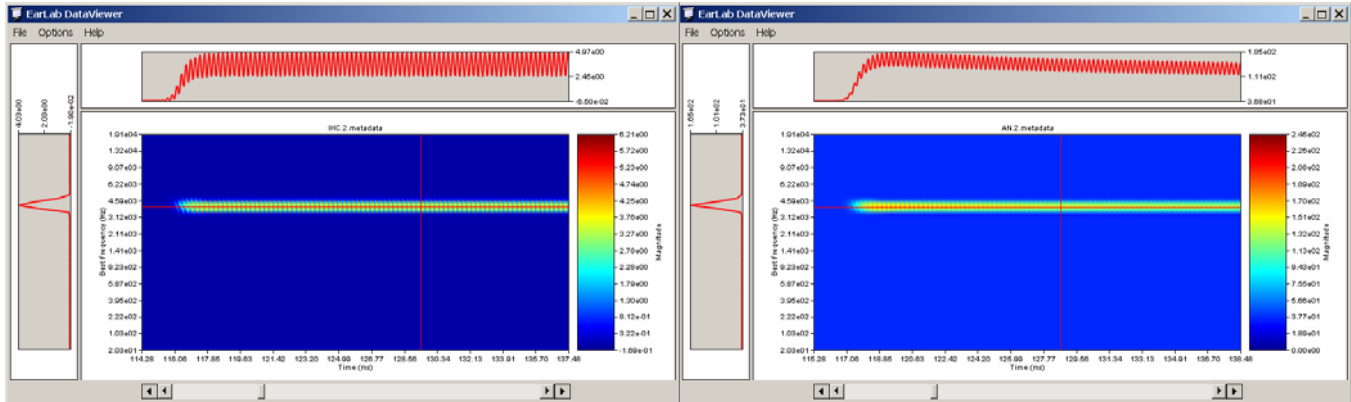 EarLab DataViewer
File Options Help
4.97e00
2.45e00
-6.50e-02
4.03e00 2.00e00 -1.90e-02
IHC.2.metadata
Best Frequency (Hz)
1.91e04
1.32e04
9.07e03
6.22e03
4.59e03
3.12e03
2.11e03
1.41e03
9.23e02
5.87e02
3.95e02
2.22e02
1.03e02
2.03e01
114.28 116.06 117.85 119.63 121.42 123.20 124.99 126.77 128.56 130.34 132.13 133.91 135.70 137.48
Time (ms)
6.21e00
5.72e00
5.23e00
4.74e00
4.25e00
3.76e00
3.27e00
2.28e00
1.79e00
1.30e00
8.12e-01
3.22e-01
-1.69e-01
Magnitude
EarLab DataViewer
File Options Help
1.85e02
1.11e02
3.68e01
1.65e02 1.01e02 3.73e01
AN.2.metadata
Best Frequency (Hz)
1.91e04
1.32e04
9.07e03
6.22e03
4.59e03
3.12e03
2.11e03
1.41e03
9.23e02
5.87e02
3.95e02
2.22e02
1.03e02
2.03e01
115.28 117.06 118.85 120.63 122.42 124.20 125.99 127.77 129.56 131.34 133.13 134.91 136.70 138.48
Time (ms)
1.89e02
1.70e02
1.51e02
1.32e02
1.13e02
9.43e01
7.55e01
5.66e01
3.77e01
1.89e01
0.00e00
Magnitude